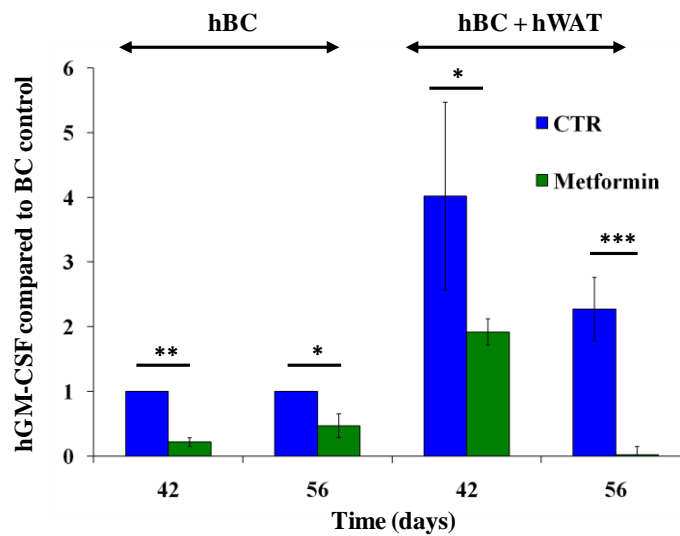 hBC
hBC + hWAT
hGM-CSF compared to BC control
6
5
4
3
2
1
0
*
CTR
Metformin
***
**
*
42
56
42
56
Time (days)